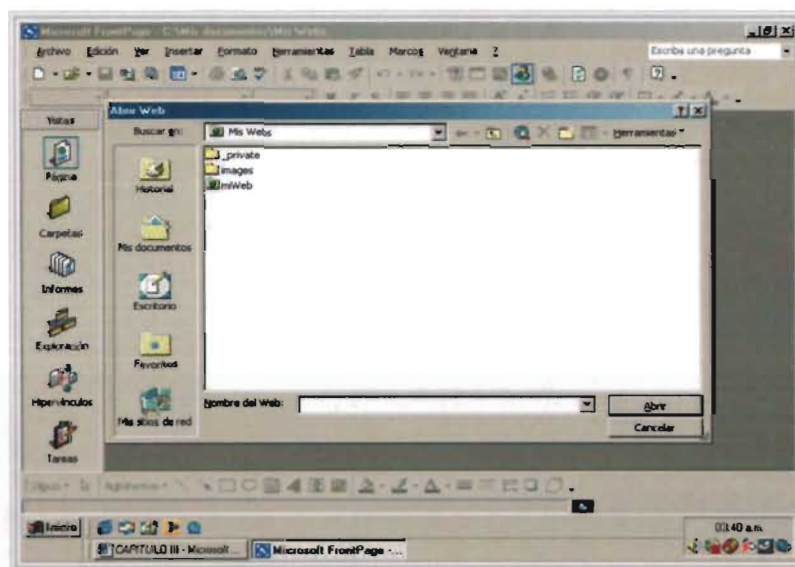 Microsoft FrontPage - C:\Mis documentos\Mis Webs
Archivo Edición Ver Insertar Formato Herramientas Tabla Marcos Ventana ?
Escriba una pregunta
Abrir Web
Vistas
Buscar en: Mis Webs Herramientas
Página
_private
images
miWeb
Historial
Carpetas
Mis documentos
Informes
Escritorio
Exploración
Favoritos
Hipervínculos
Nombre del Web: Abrir
Mis sitios de red Cancelar
Tareas
Autoformas
Inicio
CAPITULO III - Microsoft ... Microsoft FrontPage - ...